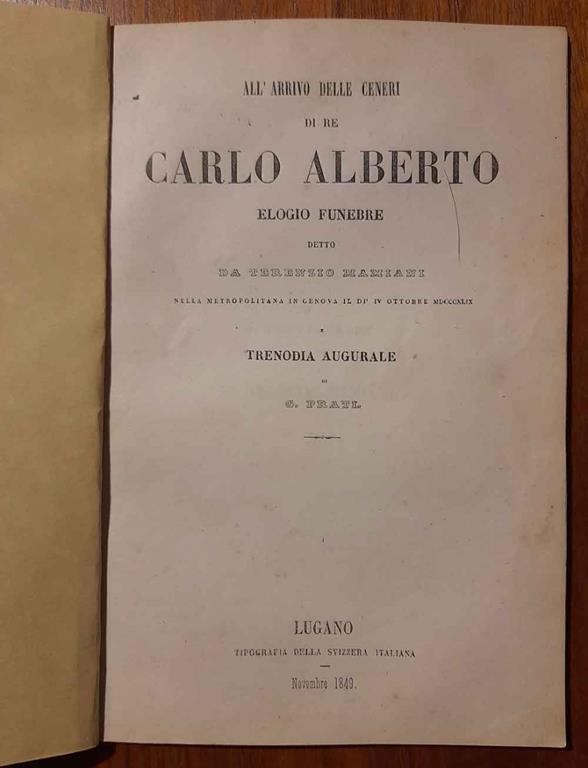 ALL' ARRIVO DELLE CENERI
DI RE
CARLO ALBERTO
ELOGIO FUNEBRE
DETTO
DA TERENZIO MAMIANI
NELLA METROPOLITANA IN GENOVA IL DI' IV OTTOBRE MDCCCXLIX
E
TRENODIA AUGURALE
DI
G. PRATI.
LUGANO
TIPOGRAFIA DELLA SVIZZERA ITALIANA
Novembre 1849.